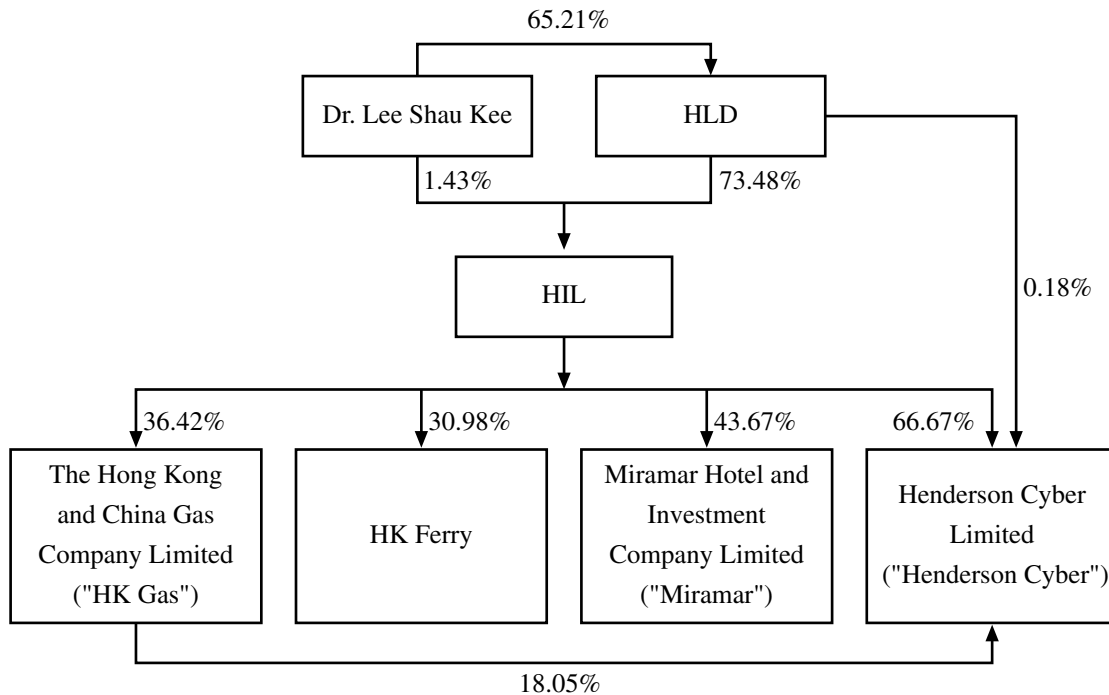 65.21%
Dr. Lee Shau Kee
HLD
1.43%
73.48%
HIL
0.18%
36.42%
30.98%
43.67%
66.67%
The Hong Kong
and China Gas
Company Limited
("HK Gas")
HK Ferry
Miramar Hotel and
Investment
Company Limited
("Miramar")
Henderson Cyber
Limited
("Henderson Cyber")
18.05%